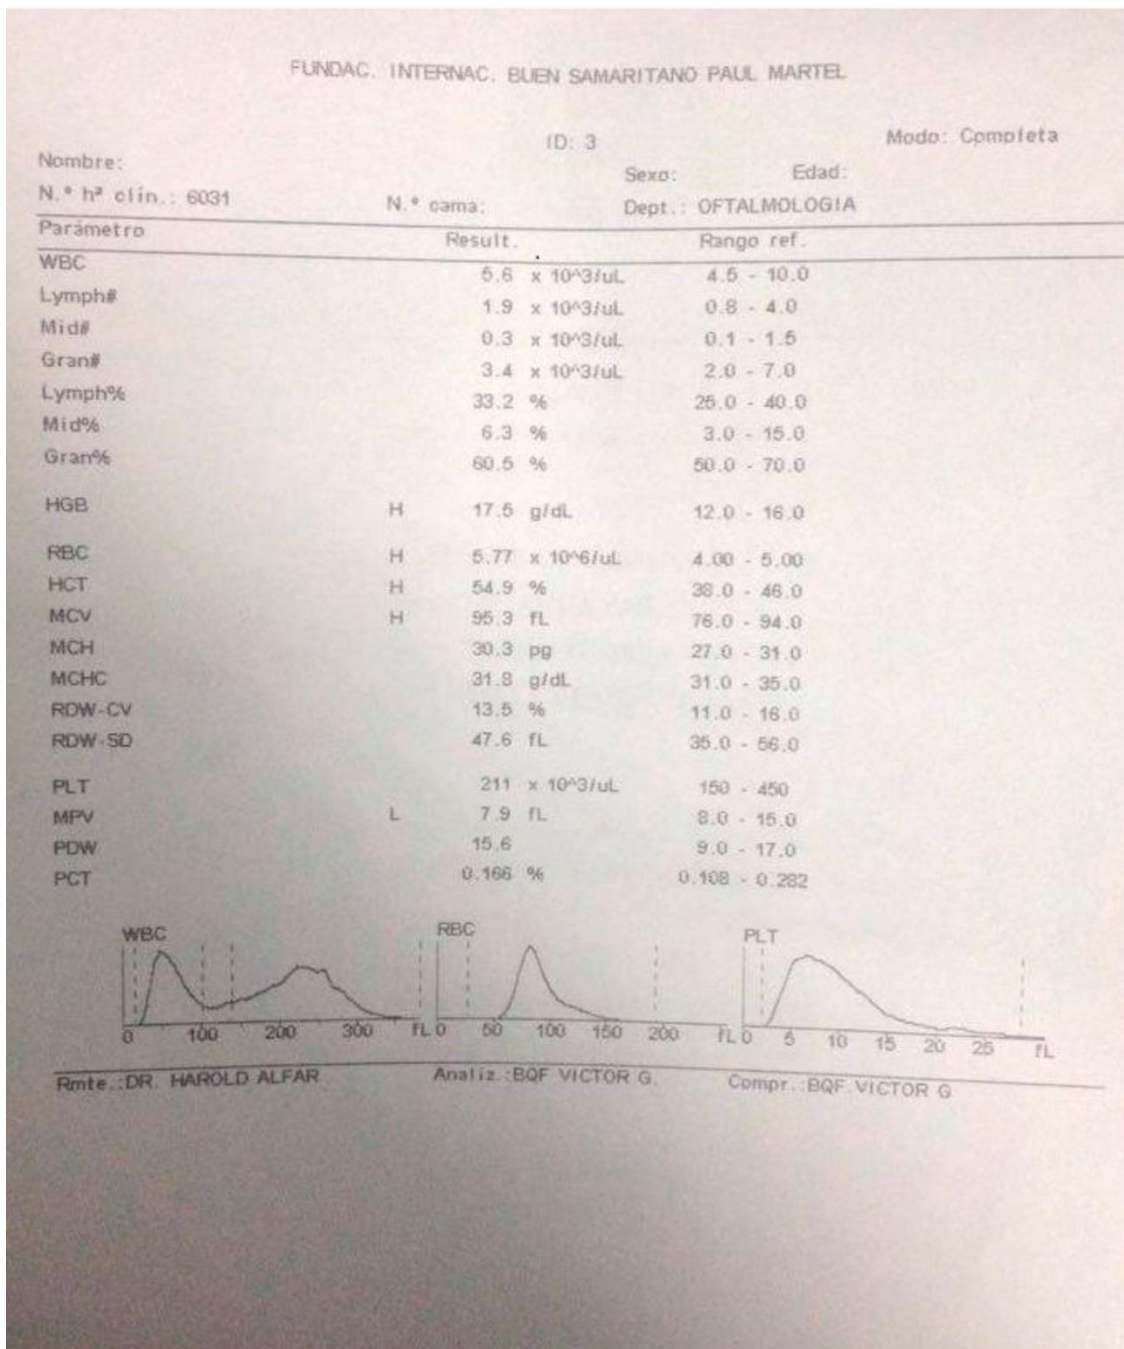 FUNDAC. INTERNAC. BUEN SAMARITANO PAUL MARTEL
ID: 3 Modo: Completa
Nombre: Sexo: Edad:
N.º hª clín.: 6031 N.º cama: Dept.: OFTALMOLOGIA
Parámetro Result. Rango ref.
WBC 5.6 x 10^3/uL 4.5 - 10.0
Lymph# 1.9 x 10^3/uL 0.8 - 4.0
Mid# 0.3 x 10^3/uL 0.1 - 1.5
Gran# 3.4 x 10^3/uL 2.0 - 7.0
Lymph% 33.2 % 25.0 - 40.0
Mid% 6.3 % 3.0 - 15.0
Gran% 60.5 % 50.0 - 70.0
HGB H 17.5 g/dL 12.0 - 16.0
RBC H 5.77 x 10^6/uL 4.00 - 5.00
HCT H 54.9 % 38.0 - 46.0
MCV H 95.3 fL 76.0 - 94.0
MCH 30.3 pg 27.0 - 31.0
MCHC 31.8 g/dL 31.0 - 35.0
RDW-CV 13.5 % 11.0 - 16.0
RDW-SD 47.6 fL 35.0 - 56.0
PLT 211 x 10^3/uL 150 - 450
MPV L 7.9 fL 8.0 - 15.0
PDW 15.6 9.0 - 17.0
PCT 0.166 % 0.108 - 0.282
WBC RBC PLT
0 100 200 300 fL 0 50 100 150 200 fL 0 5 10 15 20 25 fL
Rmte.:DR. HAROLD ALFAR Analiz.:BQF VICTOR G. Compr.:BQF VICTOR G